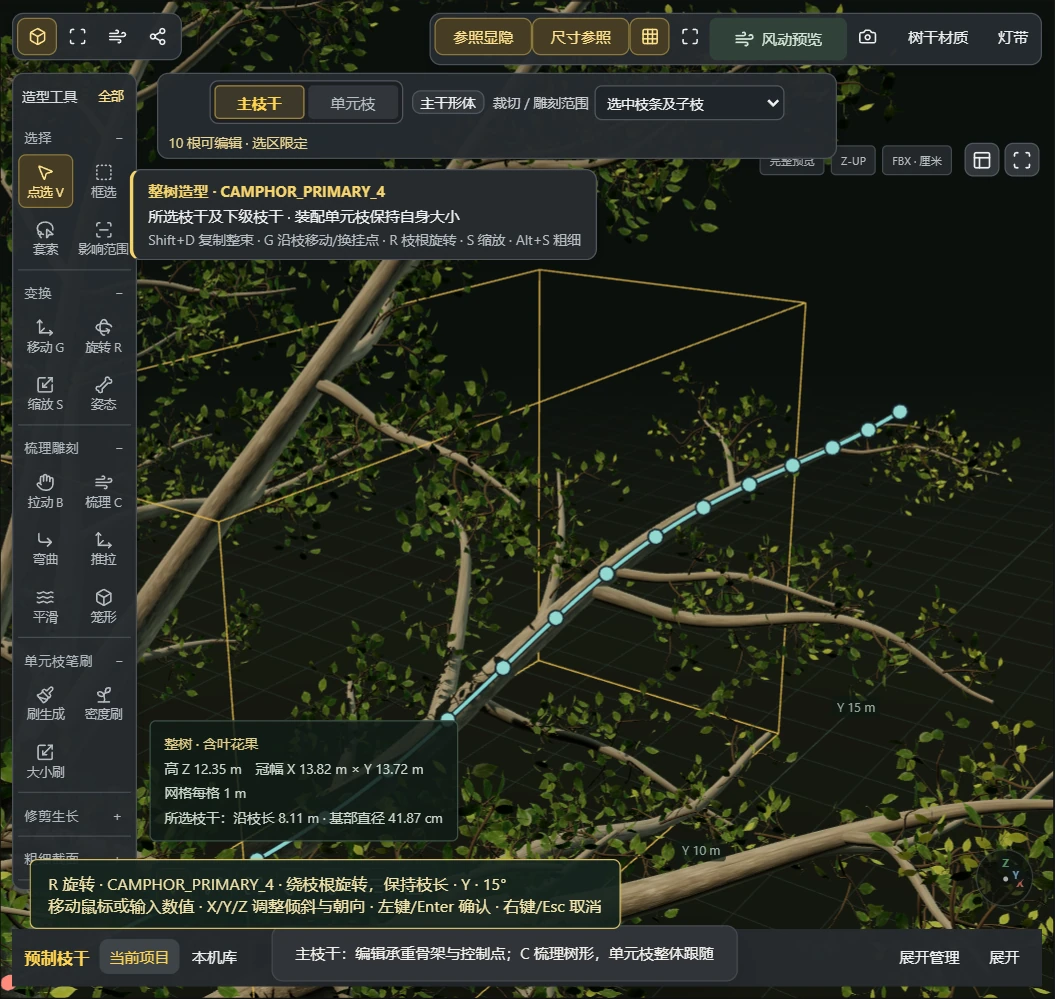 参照显隐 尺寸参照 风动预览 树干材质 灯带
造型工具 全部
主枝干 单元枝 主干形体 裁切 / 雕刻范围 选中枝条及子枝
10 根可编辑 · 选区限定
完整预览 Z-UP FBX · 厘米
选择 −
点选 V 框选
套索 影响范围
整树造型 · CAMPHOR_PRIMARY_4
所选枝干及下级枝干 · 装配单元枝保持自身大小
Shift+D 复制整束 · G 沿枝移动/换挂点 · R 枝根旋转 · S 缩放 · Alt+S 粗细
变换 −
移动 G 旋转 R
缩放 S 姿态
梳理雕刻 −
拉动 B 梳理 C
弯曲 推拉
平滑 笼形
单元枝笔刷 −
刷生成 密度刷
大小刷
修剪生长 +
粗细截面 +
Y 15 m
Y 10 m
整树 · 含叶花果
高 Z 12.35 m 冠幅 X 13.82 m × Y 13.72 m
网格每格 1 m
所选枝干：沿枝长 8.11 m · 基部直径 41.87 cm
Z
Y
X
R 旋转 · CAMPHOR_PRIMARY_4 · 绕枝根旋转，保持枝长 · Y · 15°
移动鼠标或输入数值 · X/Y/Z 调整倾斜与朝向 · 左键/Enter 确认 · 右键/Esc 取消
预制枝干 当前项目 本机库 主枝干：编辑承重骨架与控制点；C 梳理树形，单元枝整体跟随 展开管理 展开